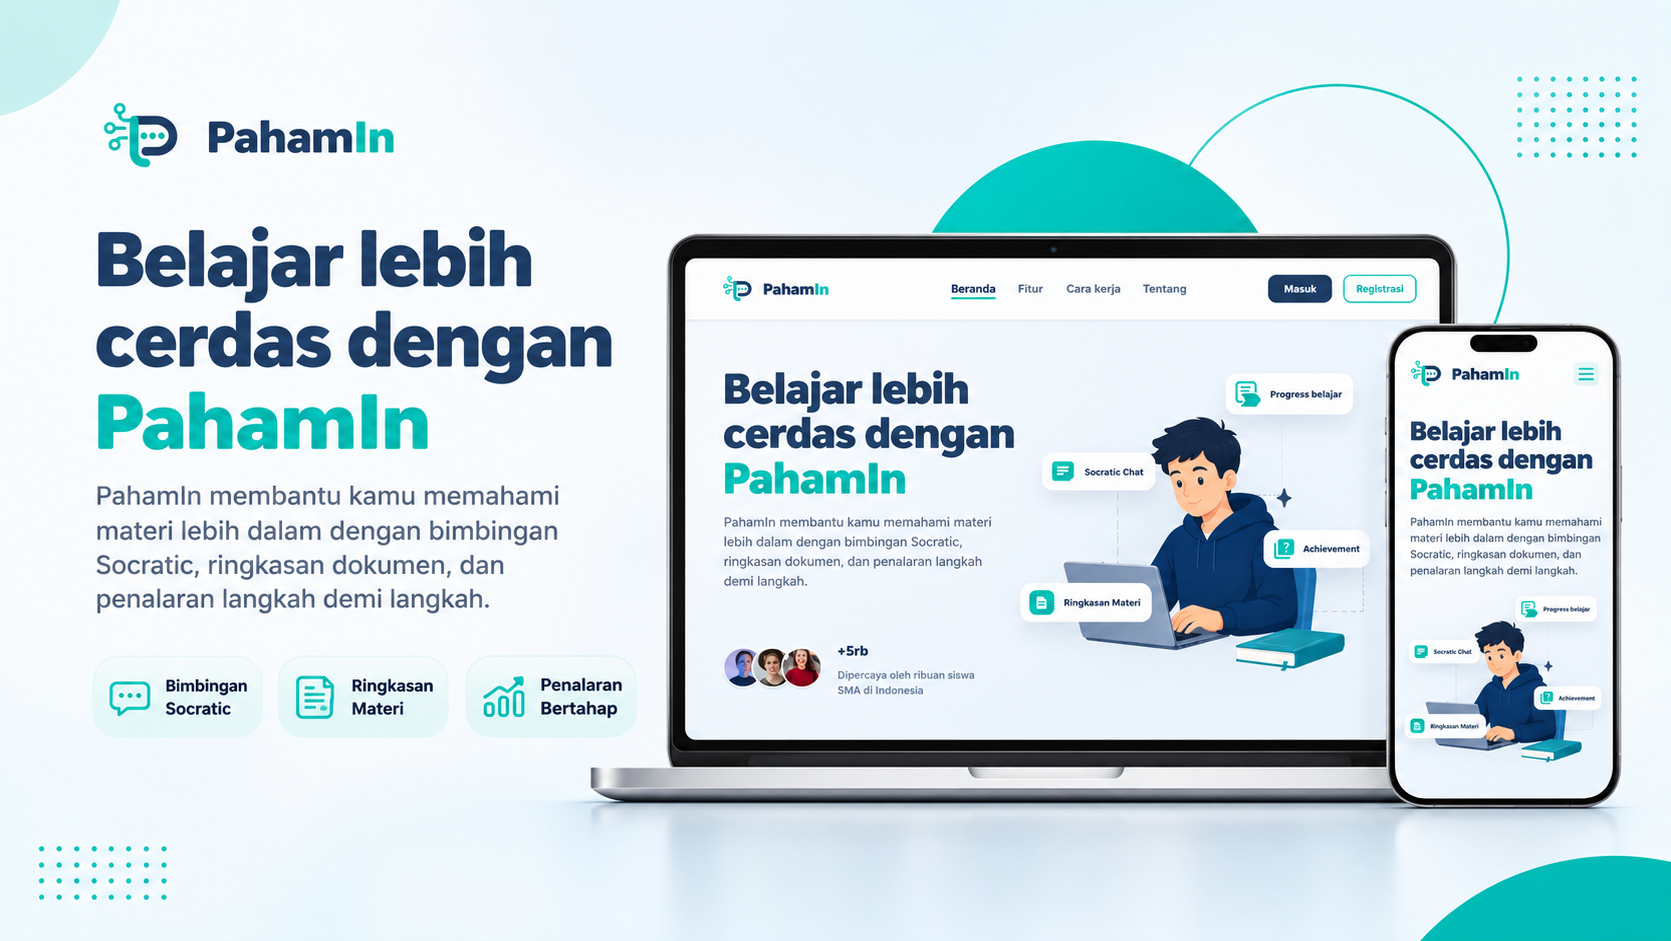 PahamIn
Belajar lebih
cerdas dengan
PahamIn
PahamIn membantu kamu memahami
materi lebih dalam dengan bimbingan
Socratic, ringkasan dokumen, dan
penalaran langkah demi langkah.
Bimbingan
Socratic
Ringkasan
Materi
Penalaran
Bertahap
PahamIn
Beranda
Fitur
Cara kerja
Tentang
Masuk
Registrasi
Belajar lebih
cerdas dengan
PahamIn
PahamIn membantu kamu memahami materi
lebih dalam dengan bimbingan Socratic,
ringkasan dokumen, dan penalaran langkah
demi langkah.
+5rb
Dipercaya oleh ribuan siswa
SMA di Indonesia
Progress belajar
Socratic Chat
?
Achievement
Ringkasan Materi
PahamIn
Belajar lebih
cerdas dengan
PahamIn
PahamIn membantu kamu memahami
materi lebih dalam dengan bimbingan
Socratic, ringkasan dokumen, dan
penalaran langkah demi langkah.
Progress belajar
Socratic Chat
?
Achievement
Ringkasan Materi